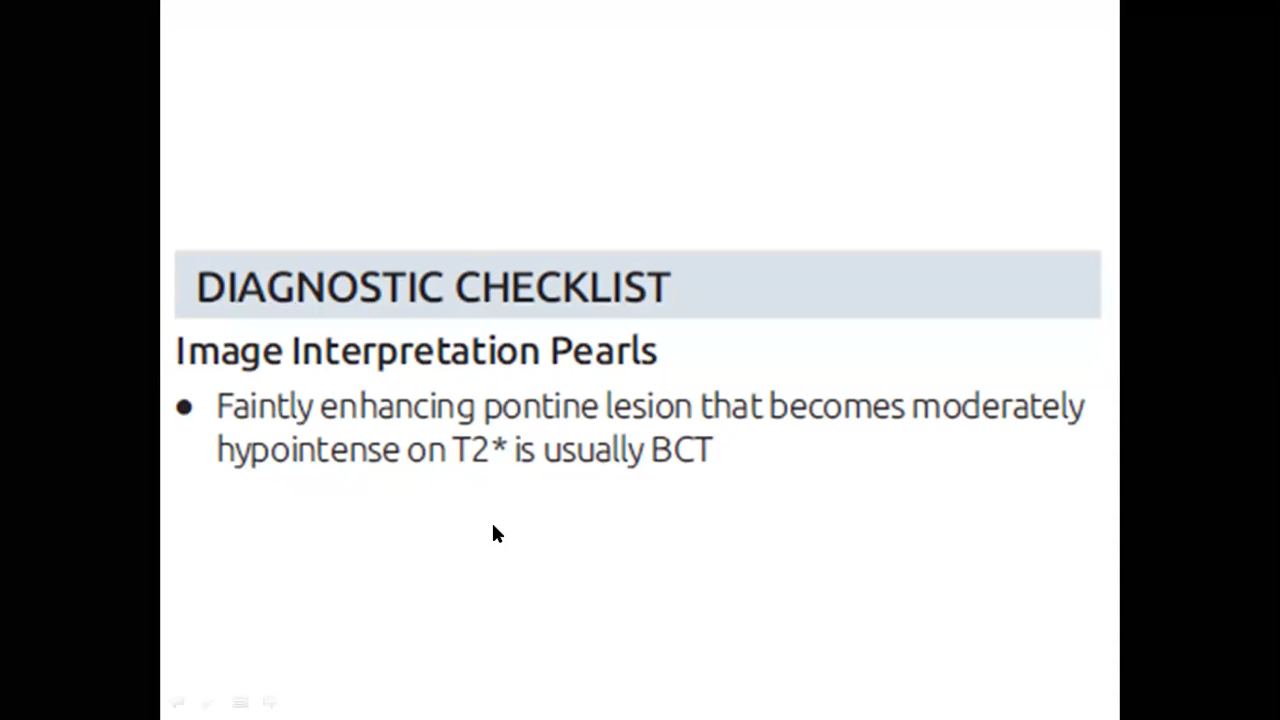 DIAGNOSTIC CHECKLIST
Image Interpretation Pearls
● Faintly enhancing pontine lesion that becomes moderately
hypointense on T2* is usually BCT